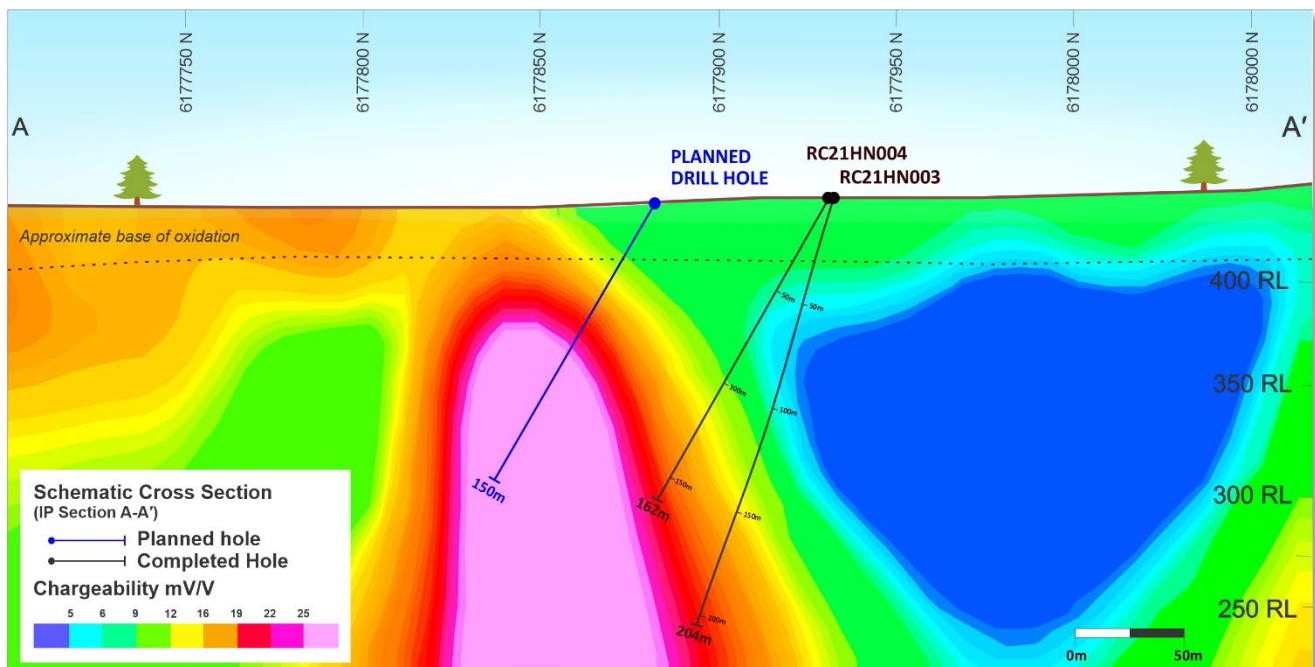 6177750 N
6177800 N
6177850 N
6177900 N
6177950 N
6178000 N
6178000 N
A
A′
PLANNED
DRILL HOLE
RC21HN004
RC21HN003
Approximate base of oxidation
400 RL
50m
50m
350 RL
100m
100m
300 RL
150m
150m
162m
150m
250 RL
200m
204m
Schematic Cross Section
(IP Section A-A′)
Planned hole
Completed Hole
Chargeability mV/V
5 6 9 12 16 19 22 25
0m 50m